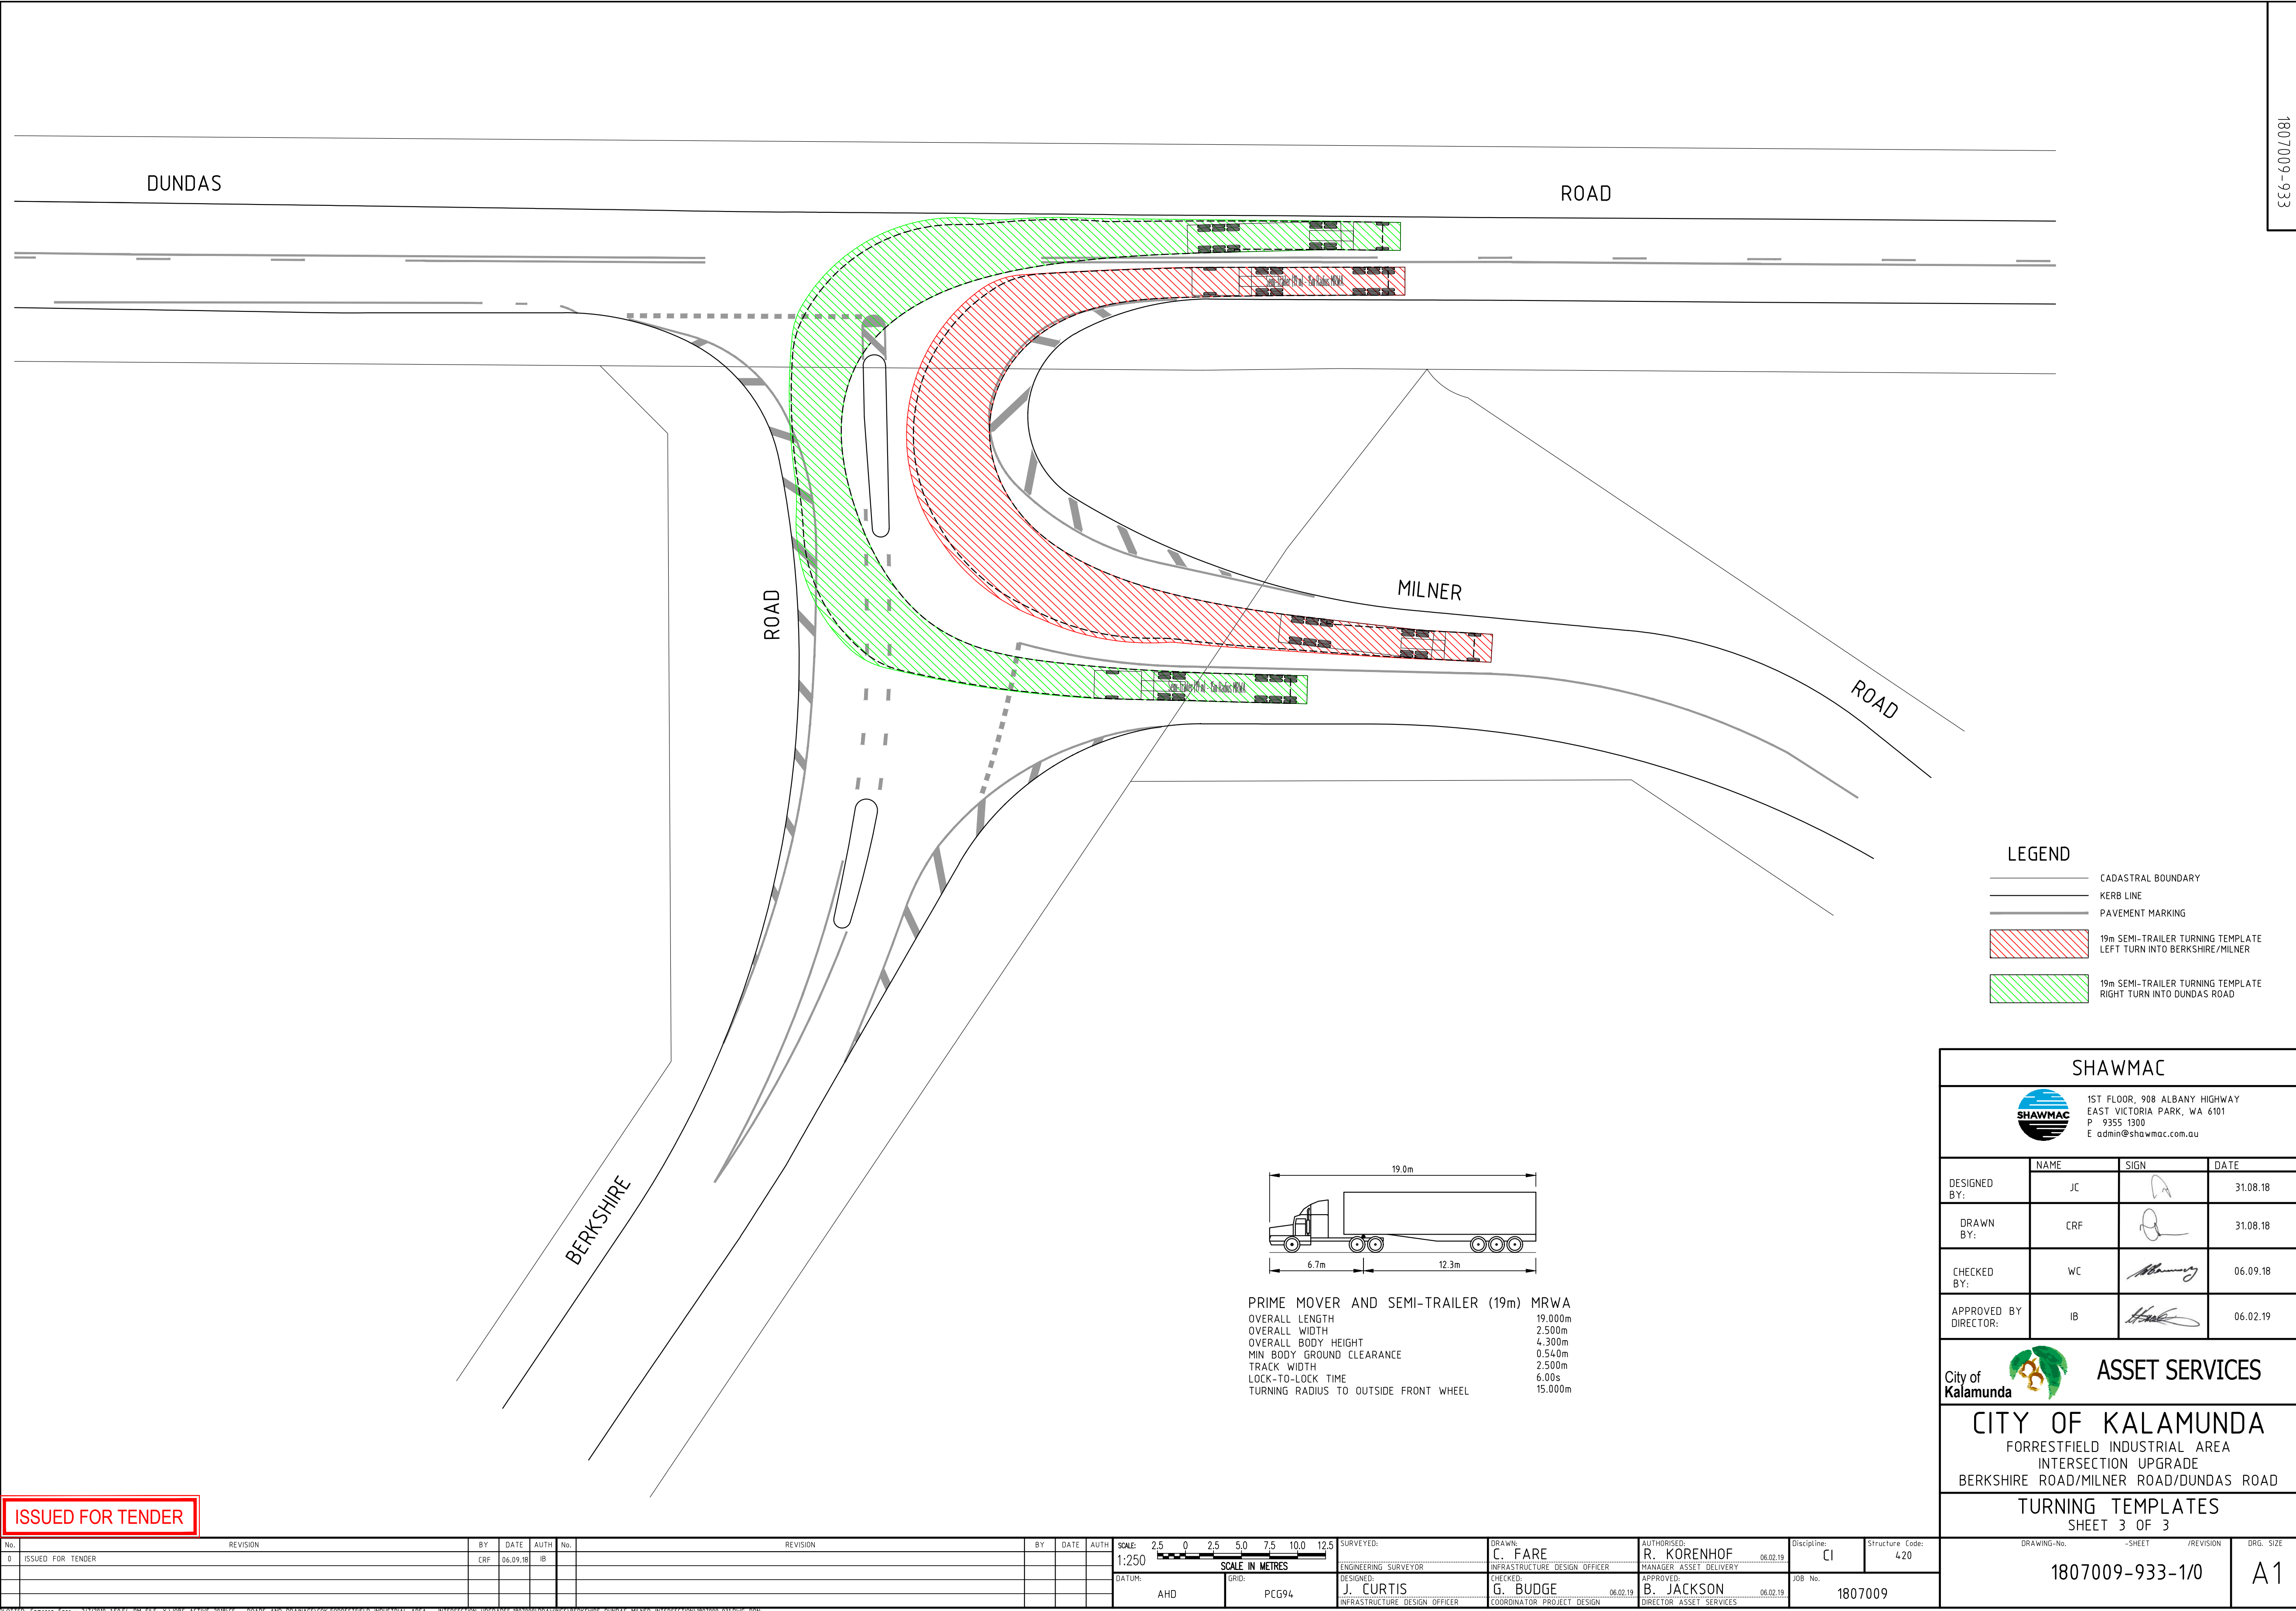 1807009-933
DUNDAS
ROAD
Semi-Trailer (19 m) - 15m Radius MRWA
MILNER
ROAD
ROAD
Semi-Trailer (19 m) - 15m Radius MRWA
BERKSHIRE
LEGEND
CADASTRAL BOUNDARY
KERB LINE
PAVEMENT MARKING
19m SEMI-TRAILER TURNING TEMPLATE
LEFT TURN INTO BERKSHIRE/MILNER
19m SEMI-TRAILER TURNING TEMPLATE
RIGHT TURN INTO DUNDAS ROAD
19.0m
6.7m 12.3m
PRIME MOVER AND SEMI-TRAILER (19m) MRWA
OVERALL LENGTH 19.000m
OVERALL WIDTH 2.500m
OVERALL BODY HEIGHT 4.300m
MIN BODY GROUND CLEARANCE 0.540m
TRACK WIDTH 2.500m
LOCK-TO-LOCK TIME 6.00s
TURNING RADIUS TO OUTSIDE FRONT WHEEL 15.000m
SHAWMAC
SHAWMAC
1ST FLOOR, 908 ALBANY HIGHWAY
EAST VICTORIA PARK, WA 6101
P 9355 1300
E admin@shawmac.com.au
NAME SIGN DATE
DESIGNED BY: JC 31.08.18
DRAWN BY: CRF 31.08.18
CHECKED BY: WC 06.09.18
APPROVED BY DIRECTOR: IB 06.02.19
City of
Kalamunda
ASSET SERVICES
CITY OF KALAMUNDA
FORRESTFIELD INDUSTRIAL AREA
INTERSECTION UPGRADE
BERKSHIRE ROAD/MILNER ROAD/DUNDAS ROAD
TURNING TEMPLATES
SHEET 3 OF 3
DRAWING-No. -SHEET /REVISION
1807009-933-1/0
DRG. SIZE
A1
ISSUED FOR TENDER
No. REVISION BY DATE AUTH No. REVISION BY DATE AUTH
0 ISSUED FOR TENDER CRF 06.09.18 IB
SCALE:
1:250
2.5 0 2.5 5.0 7.5 10.0 12.5
SCALE IN METRES
DATUM:
AHD
GRID:
PCG94
SURVEYED:
ENGINEERING SURVEYOR
DESIGNED:
J. CURTIS
INFRASTRUCTURE DESIGN OFFICER
DRAWN:
C. FARE
INFRASTRUCTURE DESIGN OFFICER
CHECKED:
G. BUDGE 06.02.19
COORDINATOR PROJECT DESIGN
AUTHORISED:
R. KORENHOF 06.02.19
MANAGER ASSET DELIVERY
APPROVED:
B. JACKSON 06.02.19
DIRECTOR ASSET SERVICES
Discipline:
CI
Structure Code:
420
JOB No.
1807009